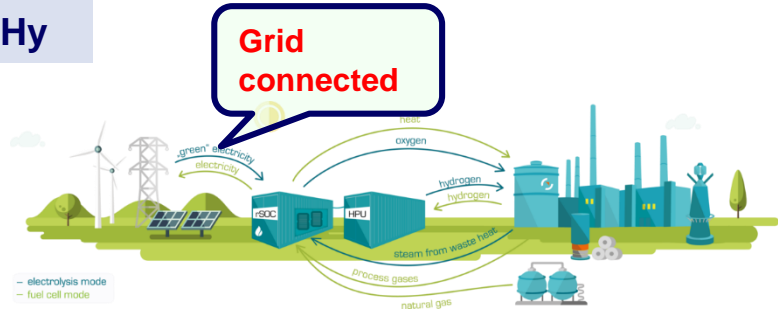 Hy
Grid
connected
heat
oxygen
„green" electricity
electricity
hydrogen
hydrogen
rSOC
HPU
steam from waste heat
process gases
natural gas
– electrolysis mode
– fuel cell mode